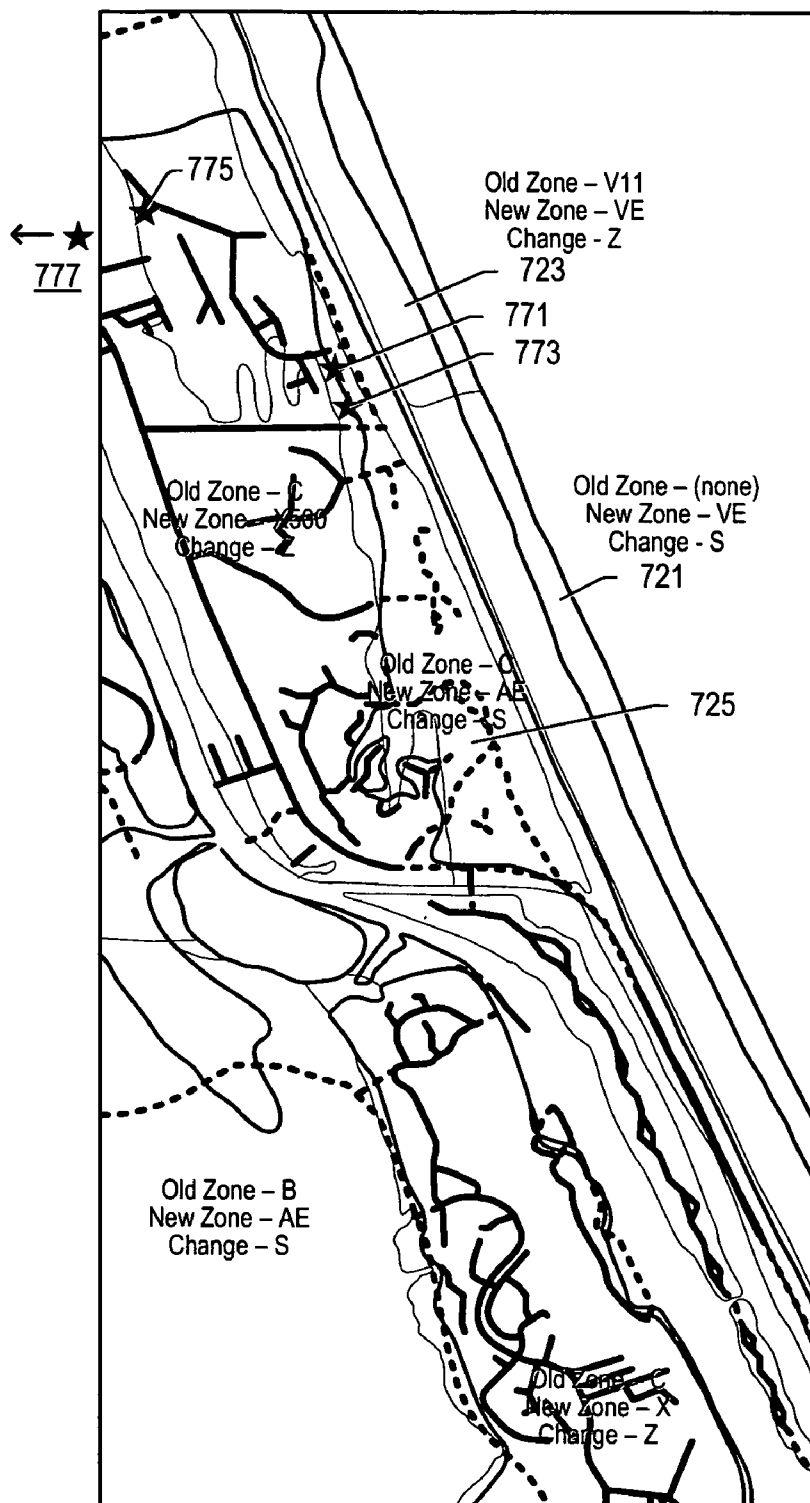 775
Old Zone – V11
New Zone – VE
Change - Z
777
723
771
773
Old Zone – C
New Zone – X500
Change – Z
Old Zone – (none)
New Zone – VE
Change - S
721
Old Zone – C
New Zone – AE
Change – S
725
Old Zone – B
New Zone – AE
Change – S
Old Zone – C
New Zone – X
Change – Z